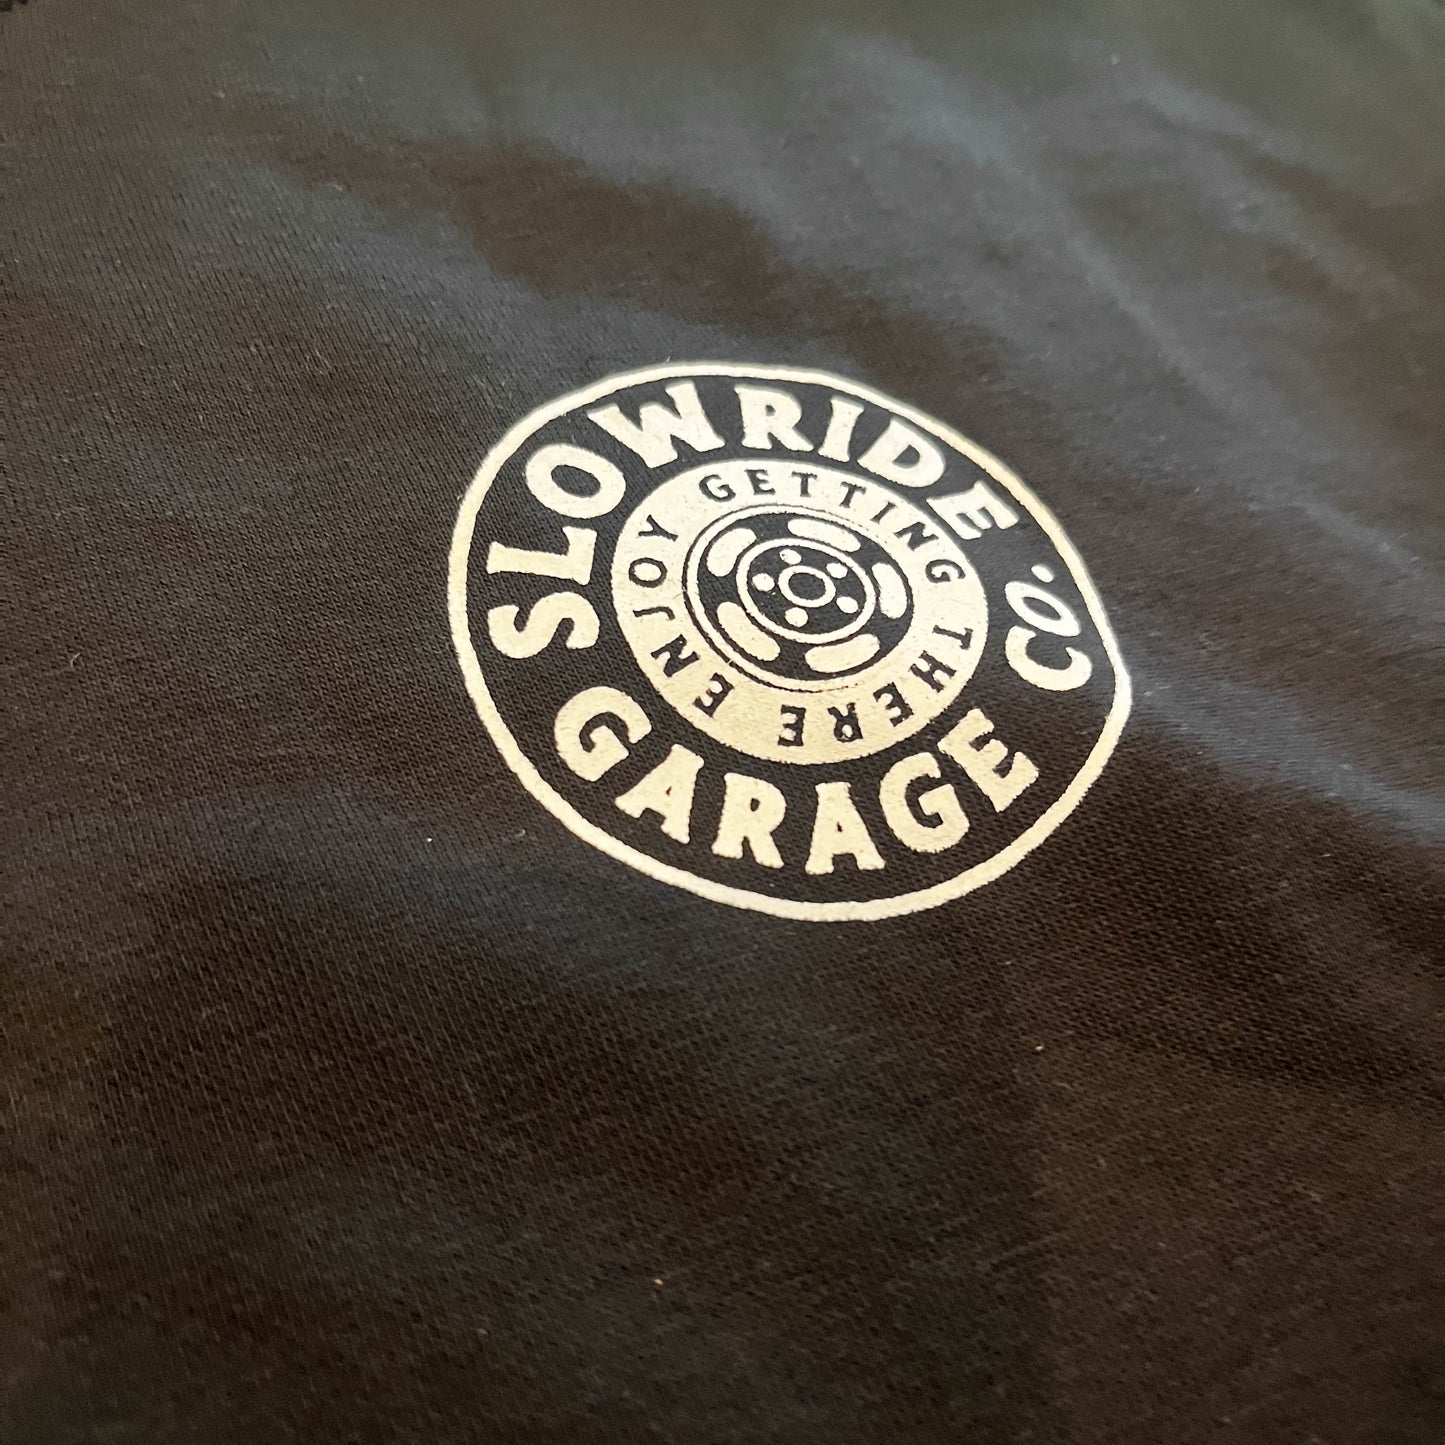 SLOWRIDE CO.
GARAGE
ENJOY GETTING THERE